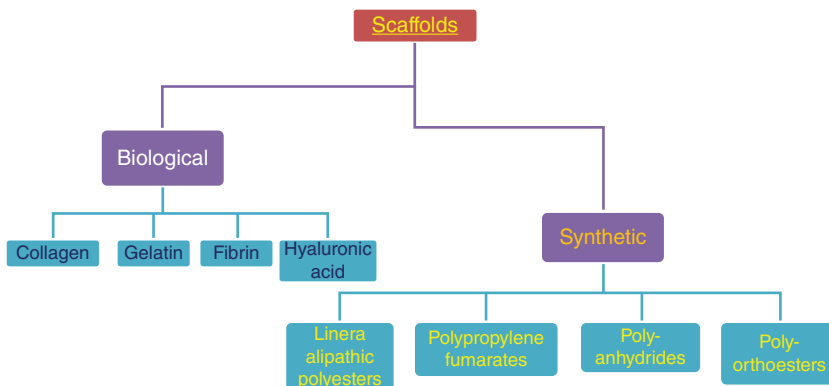 Scaffolds
Biological
Collagen
Gelatin
Fibrin
Hyaluronic
acid
Synthetic
Linera
alipathic
polyesters
Polypropylene
fumarates
Poly-
anhydrides
Poly-
orthoesters